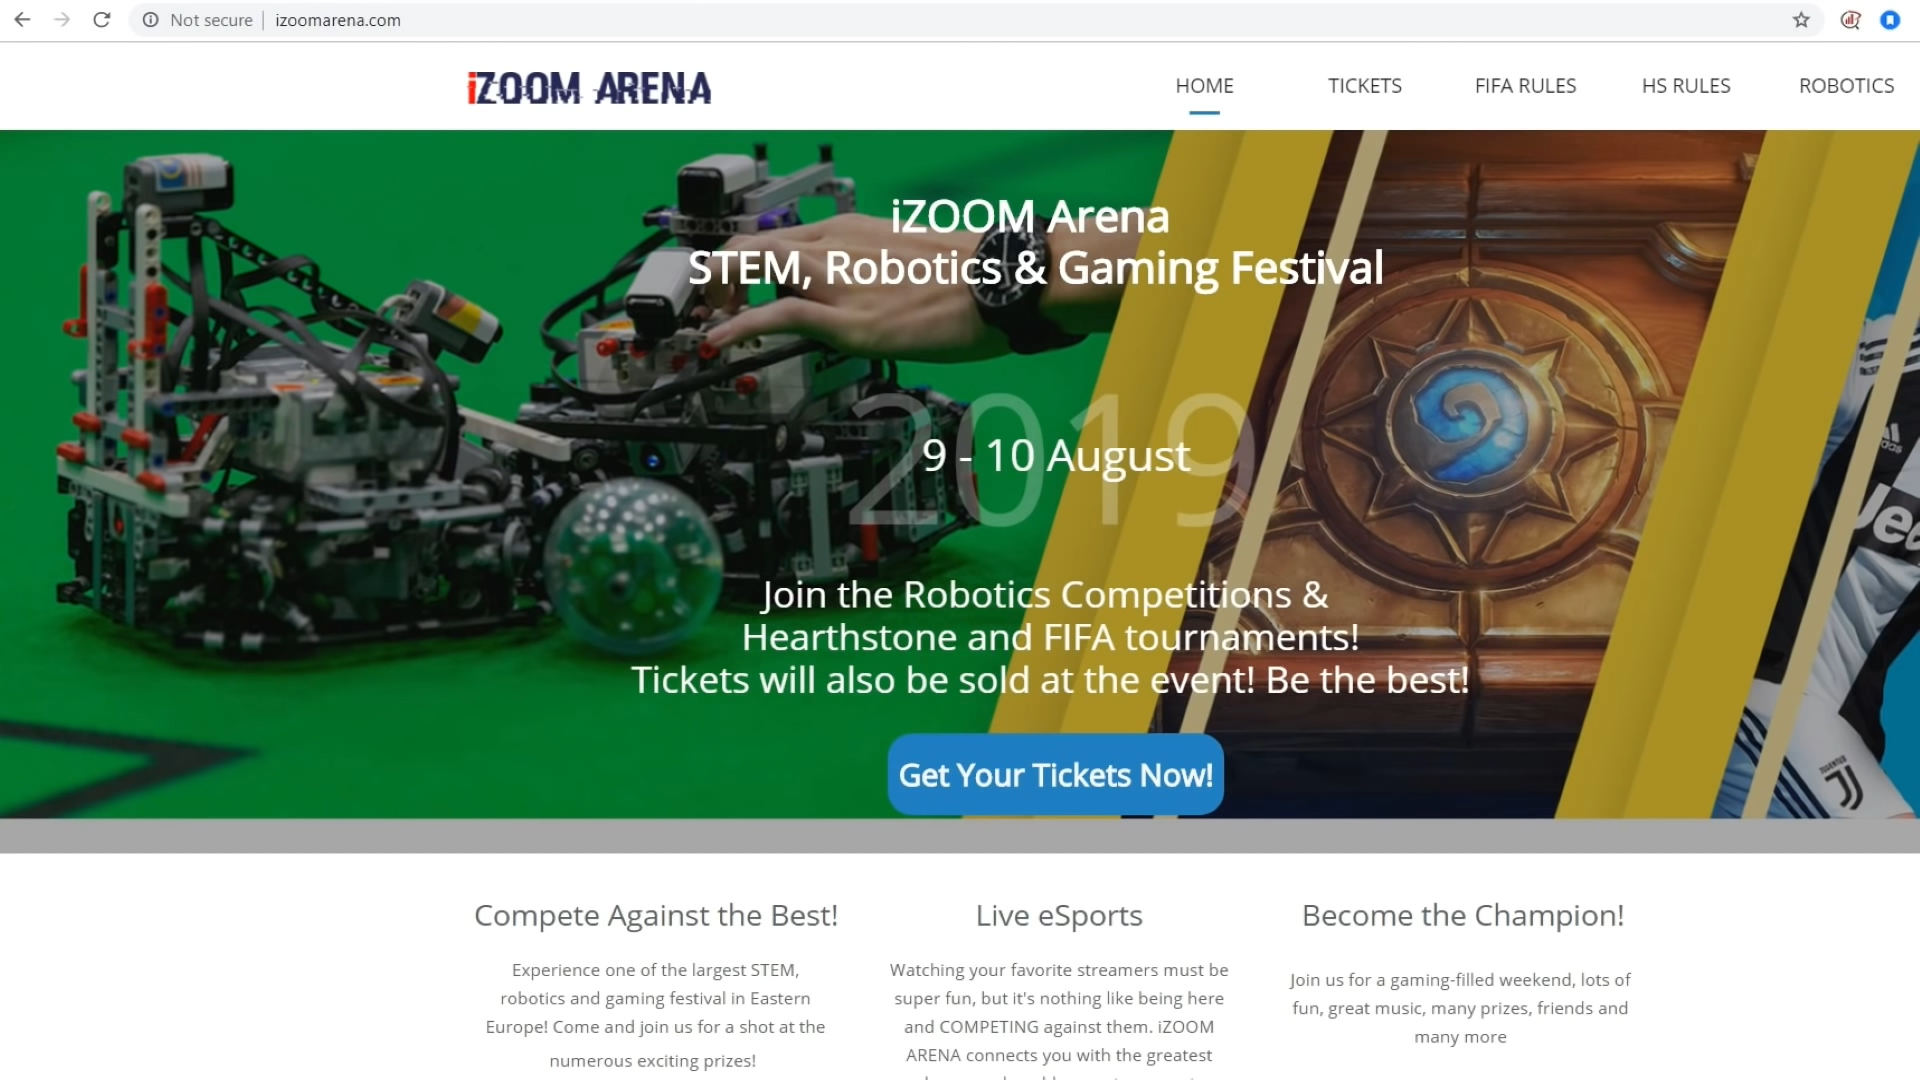 Not secure | izoomarena.com
iZOOM ARENA
HOME TICKETS FIFA RULES HS RULES ROBOTICS
iZOOM Arena
STEM, Robotics & Gaming Festival
2019
9 - 10 August
Join the Robotics Competitions &
Hearthstone and FIFA tournaments!
Tickets will also be sold at the event! Be the best!
Get Your Tickets Now!
adidas
Jee
JUVENTUS
Compete Against the Best!
Experience one of the largest STEM,
robotics and gaming festival in Eastern
Europe! Come and join us for a shot at the
numerous exciting prizes!
Live eSports
Watching your favorite streamers must be
super fun, but it's nothing like being here
and COMPETING against them. iZOOM
ARENA connects you with the greatest
Become the Champion!
Join us for a gaming-filled weekend, lots of
fun, great music, many prizes, friends and
many more